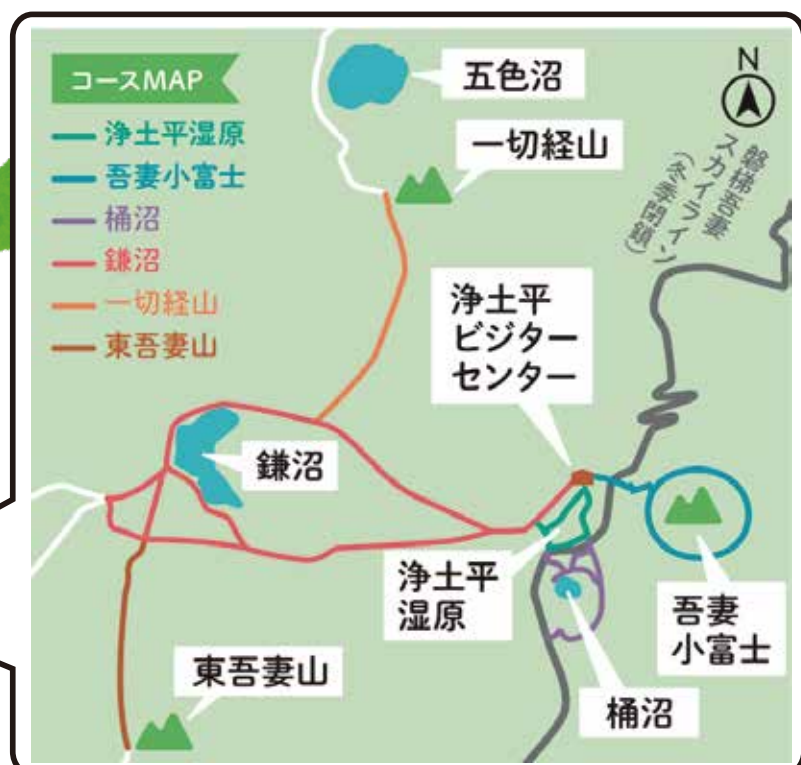 コースMAP
浄土平湿原
吾妻小富士
桶沼
鎌沼
一切経山
東吾妻山
五色沼
一切経山
N
磐梯吾妻
スカイライン
（冬季閉鎖）
浄土平
ビジター
センター
鎌沼
浄土平
湿原
吾妻
小富士
東吾妻山
桶沼